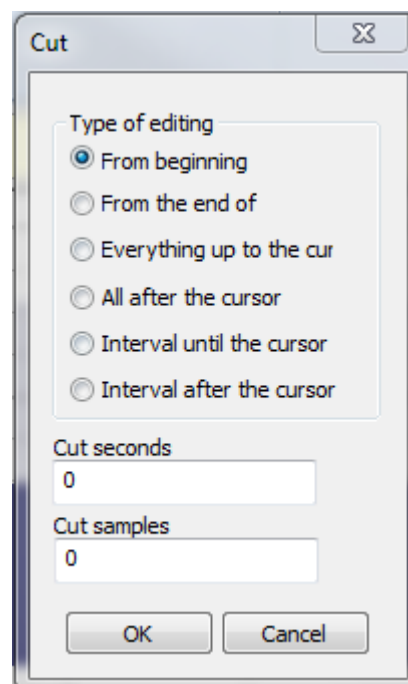 Cut
Type of editing
From beginning
From the end of
Everything up to the cur
All after the cursor
Interval until the cursor
Interval after the cursor
Cut seconds
0
Cut samples
0
OK Cancel